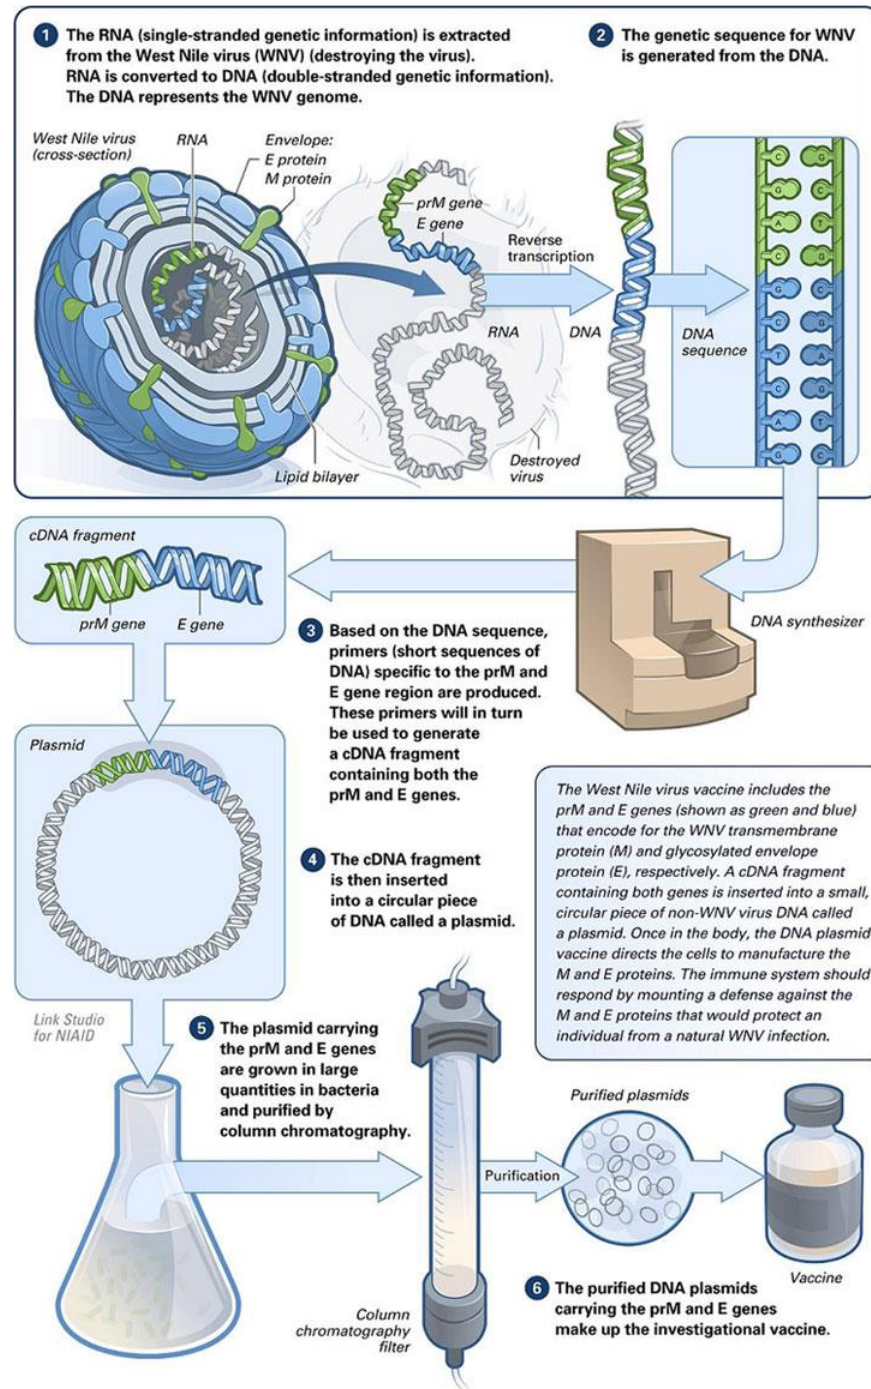 1 The RNA (single-stranded genetic information) is extracted
from the West Nile virus (WNV) (destroying the virus).
RNA is converted to DNA (double-stranded genetic information).
The DNA represents the WNV genome.
2 The genetic sequence for WNV
is generated from the DNA.
West Nile virus
(cross-section)
RNA
Envelope:
E protein
M protein
prM gene
E gene
Reverse
transcription
RNA
DNA
DNA
sequence
Lipid bilayer
Destroyed
virus
C G
G C
A T
C G
G C
C G
T A
C G
A T
G C
cDNA fragment
prM gene
E gene
DNA synthesizer
3 Based on the DNA sequence,
primers (short sequences of
DNA) specific to the prM and
E gene region are produced.
These primers will in turn
be used to generate
a cDNA fragment
containing both the
prM and E genes.
Plasmid
4 The cDNA fragment
is then inserted
into a circular piece
of DNA called a plasmid.
The West Nile virus vaccine includes the
prM and E genes (shown as green and blue)
that encode for the WNV transmembrane
protein (M) and glycosylated envelope
protein (E), respectively. A cDNA fragment
containing both genes is inserted into a small,
circular piece of non-WNV virus DNA called
a plasmid. Once in the body, the DNA plasmid
vaccine directs the cells to manufacture the
M and E proteins. The immune system should
respond by mounting a defense against the
M and E proteins that would protect an
individual from a natural WNV infection.
Link Studio
for NIAID
5 The plasmid carrying
the prM and E genes
are grown in large
quantities in bacteria
and purified by
column chromatography.
Purified plasmids
Purification
Vaccine
Column
chromatography
filter
6 The purified DNA plasmids
carrying the prM and E genes
make up the investigational vaccine.